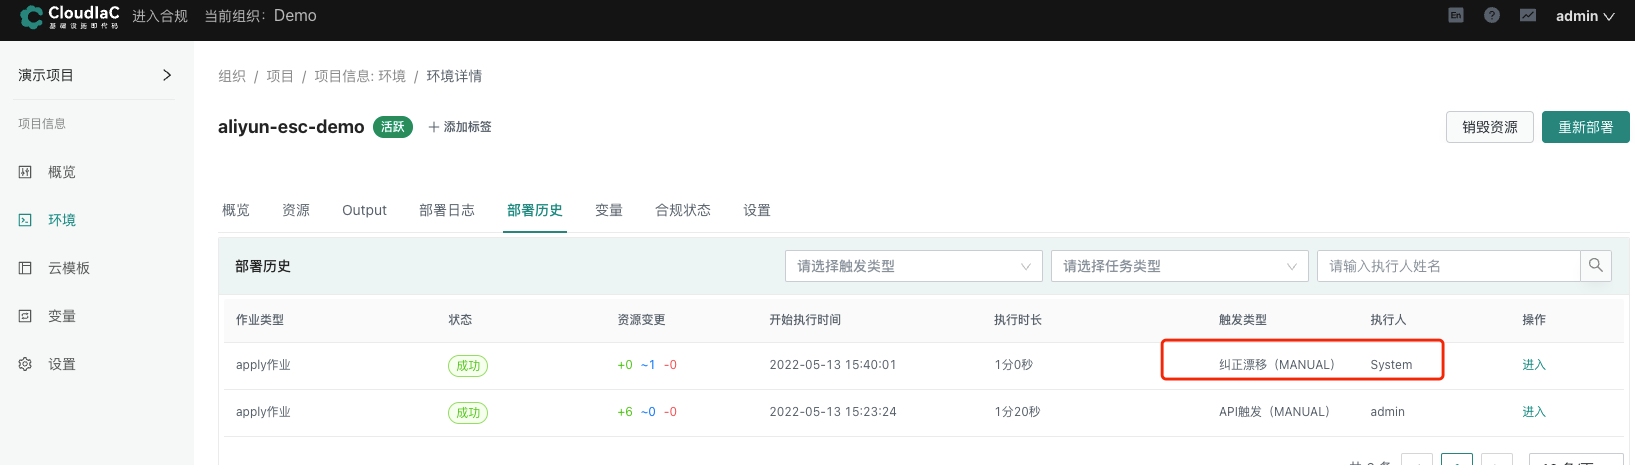 CloudIaC
基础设施即代码
进入合规
当前组织：Demo
En
?
admin
演示项目
组织 / 项目 / 项目信息: 环境 / 环境详情
项目信息
aliyun-esc-demo
活跃
+ 添加标签
销毁资源
重新部署
概览
环境
云模板
变量
设置
概览 资源 Output 部署日志 部署历史 变量 合规状态 设置
部署历史
请选择触发类型
请选择任务类型
请输入执行人姓名
作业类型 状态 资源变更 开始执行时间 执行时长 触发类型 执行人 操作
apply作业 成功 +0 ~1 -0 2022-05-13 15:40:01 1分0秒 纠正漂移（MANUAL） System 进入
apply作业 成功 +6 ~0 -0 2022-05-13 15:23:24 1分20秒 API触发（MANUAL） admin 进入